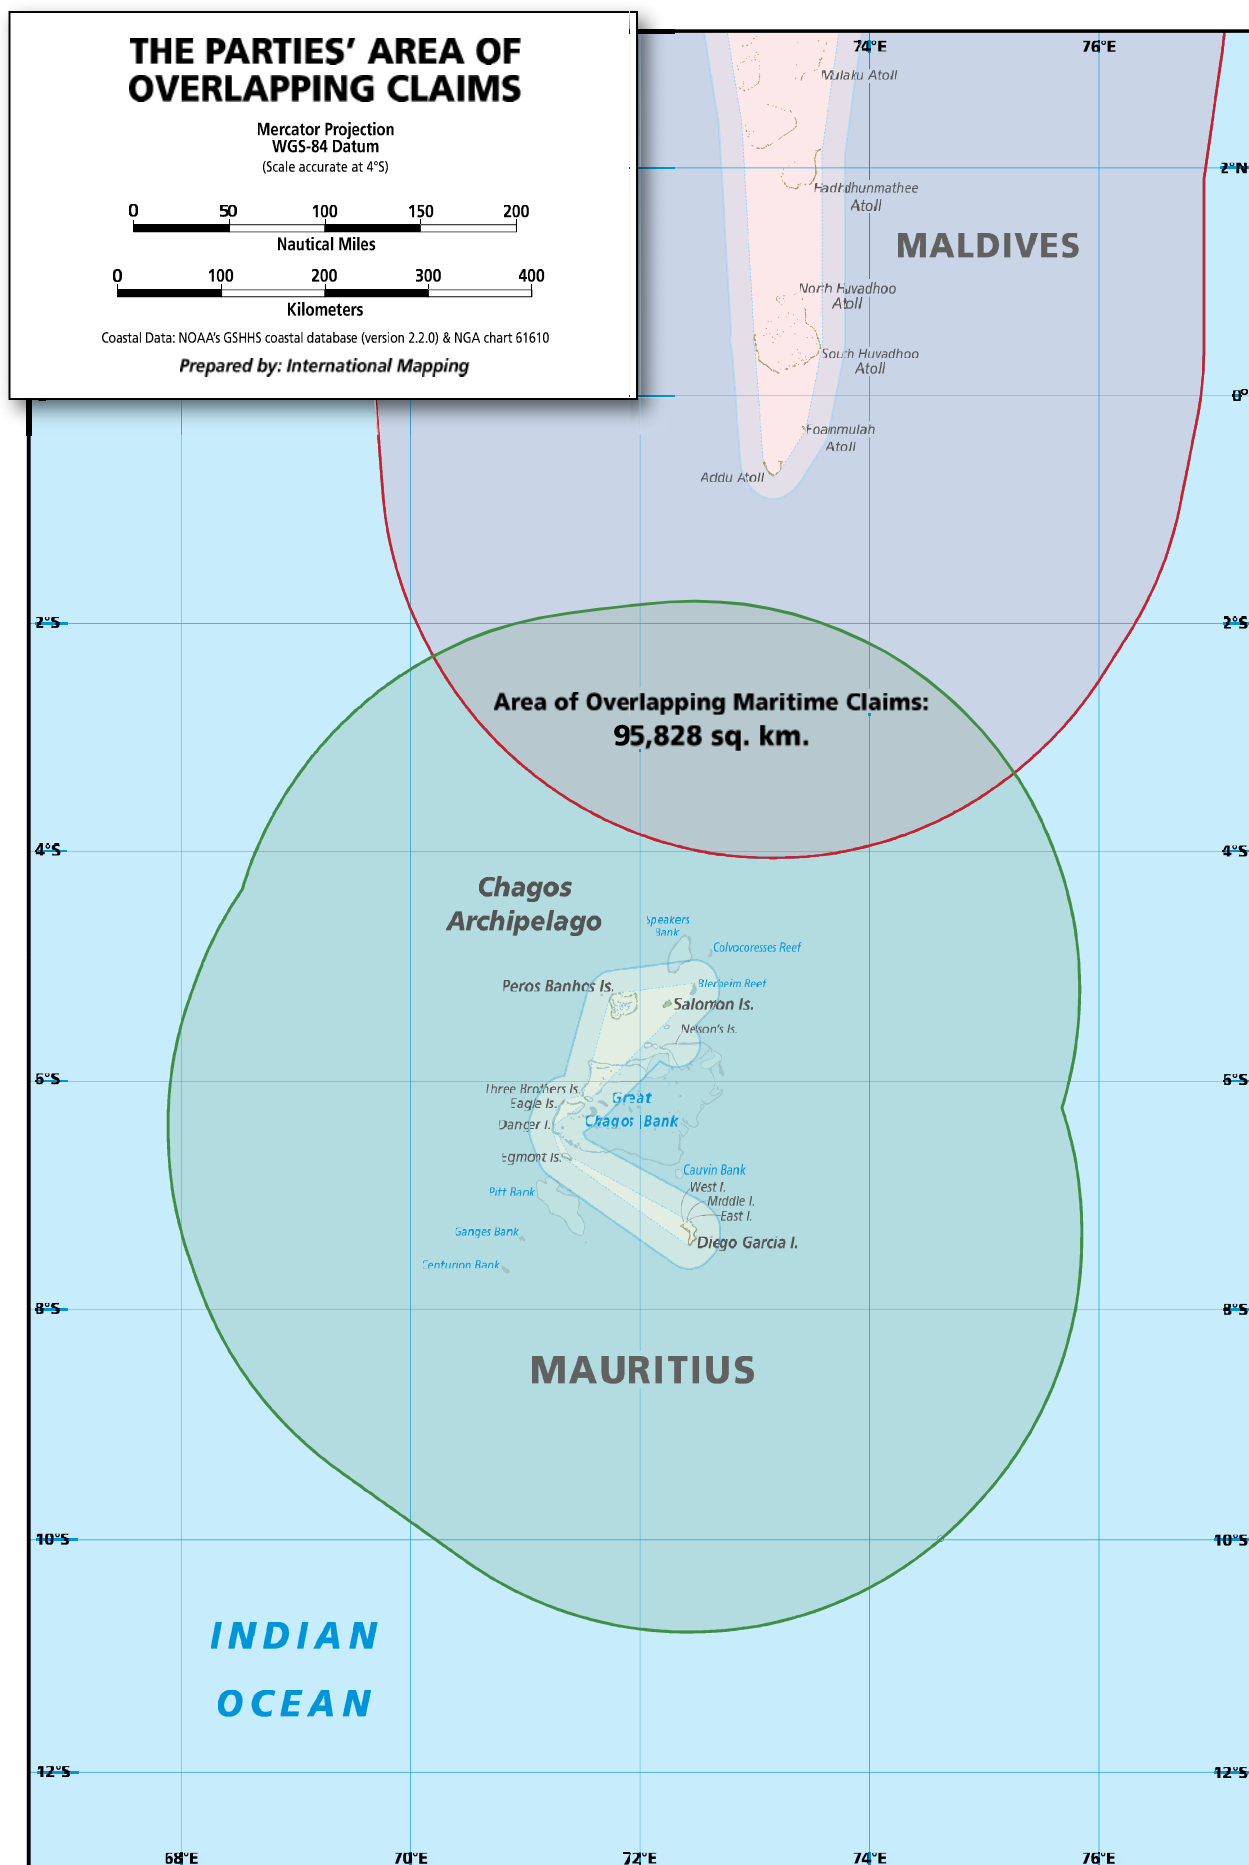 THE PARTIES’ AREA OF
OVERLAPPING CLAIMS
Mercator Projection
WGS-84 Datum
(Scale accurate at 4°S)
0 50 100 150 200
Nautical Miles
0 100 200 300 400
Kilometers
Coastal Data: NOAA’s GSHHS coastal database (version 2.2.0) & NGA chart 61610
Prepared by: International Mapping
74°E 76°E
Mulaku Atoll
2°N
Hadhdhunmathee
Atoll
MALDIVES
North Huvadhoo
Atoll
South Huvadhoo
Atoll
0°
Foanmulah
Atoll
Addu Atoll
2°S 2°S
Area of Overlapping Maritime Claims:
95,828 sq. km.
4°S 4°S
Chagos
Archipelago
Speakers
Bank
Colvocoresses Reef
Peros Banhos Is.
Blenheim Reef
Salomon Is.
Nelson's Is.
6°S 6°S
Three Brothers Is.
Eagle Is.
Great
Chagos Bank
Danger I.
Egmont Is.
Cauvin Bank
West I.
Pitt Bank
Middle I.
East I.
Ganges Bank
Diego Garcia I.
Centurion Bank
8°S 8°S
MAURITIUS
10°S 10°S
INDIAN
OCEAN
12°S 12°S
68°E 70°E 72°E 74°E 76°E